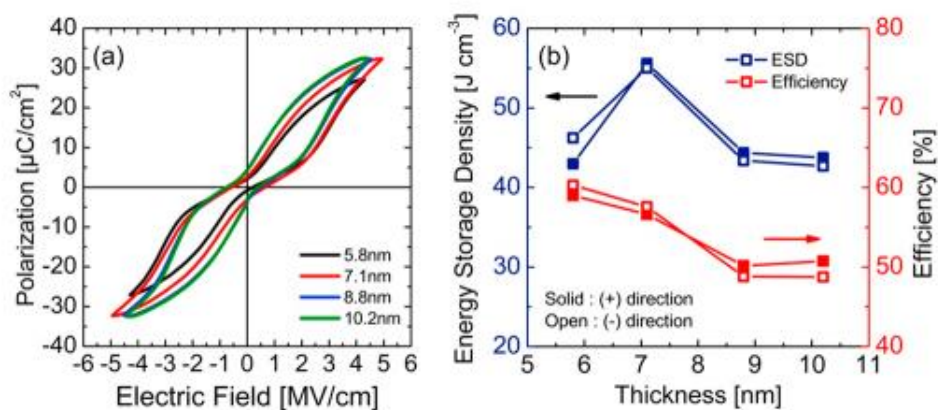 (a)
40
30
20
10
0
-10
-20
-30
-40
Polarization [µC/cm²]
5.8nm
7.1nm
8.8nm
10.2nm
-6 -5 -4 -3 -2 -1 0 1 2 3 4 5 6
Electric Field [MV/cm]
(b)
60
50
40
30
20
Energy Storage Density [J cm⁻³]
ESD
Efficiency
Solid : (+) direction
Open : (-) direction
5 6 7 8 9 10 11
Thickness [nm]
80
70
60
50
40
Efficiency [%]